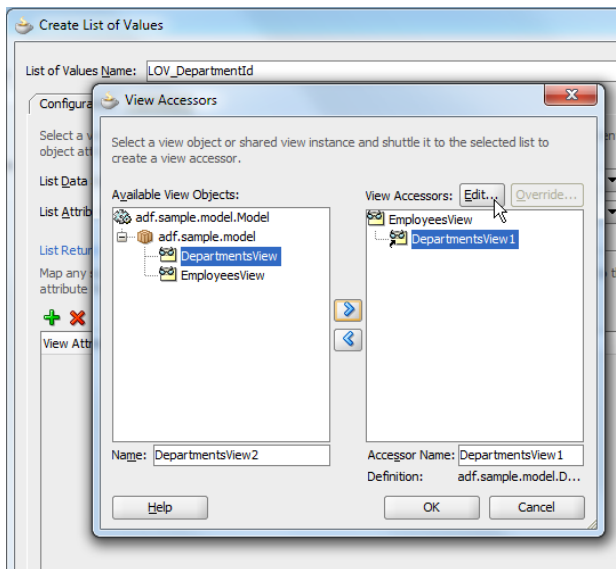 Create List of Values
List of Values Name: LOV_DepartmentId
Configura
View Accessors
Select a v
object att
Select a view object or shared view instance and shuttle it to the selected list to
create a view accessor.
List Data
List Attrib
Available View Objects:
View Accessors: Edit... Override...
adf.sample.model.Model
adf.sample.model
DepartmentsView
EmployeesView
EmployeesView
DepartmentsView1
List Retur
Map any
attribute
View Attr
Name: DepartmentsView2
Accessor Name: DepartmentsView1
Definition: adf.sample.model.D...
Help
OK
Cancel